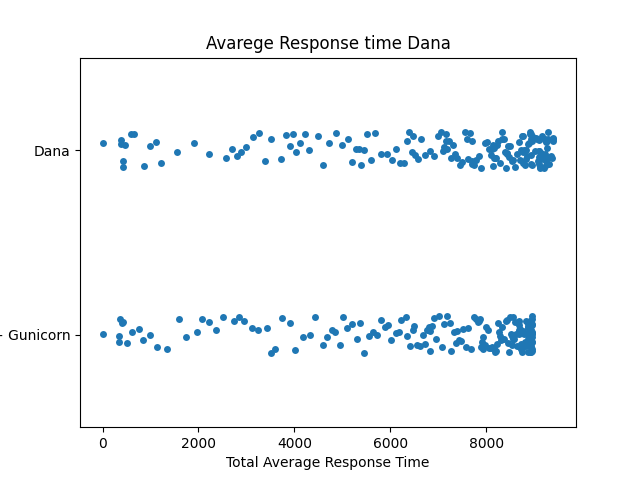 Avarege Response time Dana
Dana
- Gunicorn
0 2000 4000 6000 8000
Total Average Response Time